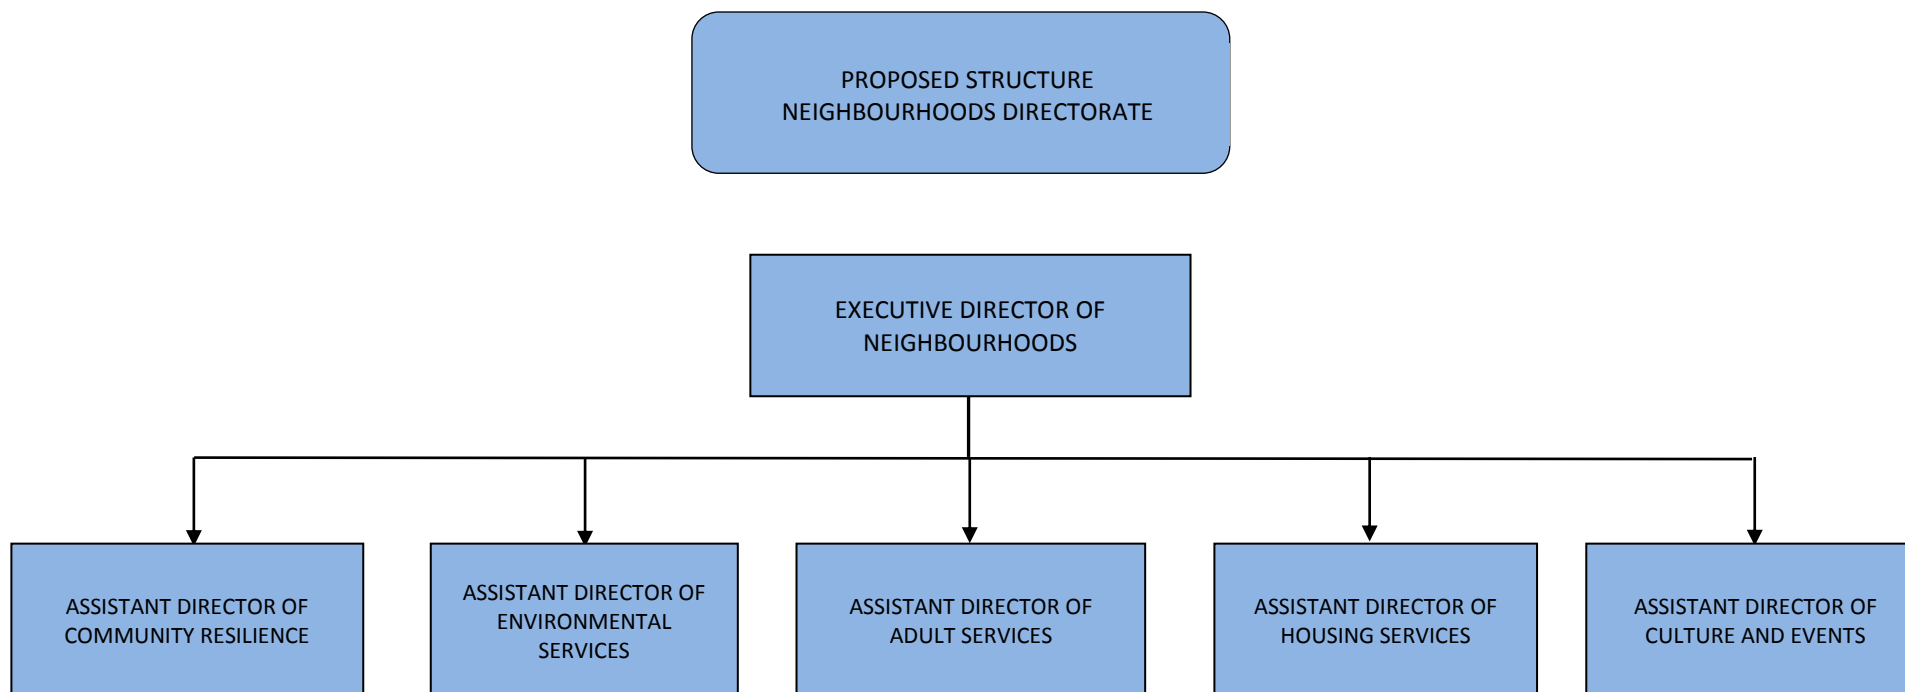 PROPOSED STRUCTURE
NEIGHBOURHOODS DIRECTORATE
EXECUTIVE DIRECTOR OF
NEIGHBOURHOODS
ASSISTANT DIRECTOR OF
COMMUNITY RESILIENCE
ASSISTANT DIRECTOR OF
ENVIRONMENTAL
SERVICES
ASSISTANT DIRECTOR OF
ADULT SERVICES
ASSISTANT DIRECTOR OF
HOUSING SERVICES
ASSISTANT DIRECTOR OF
CULTURE AND EVENTS